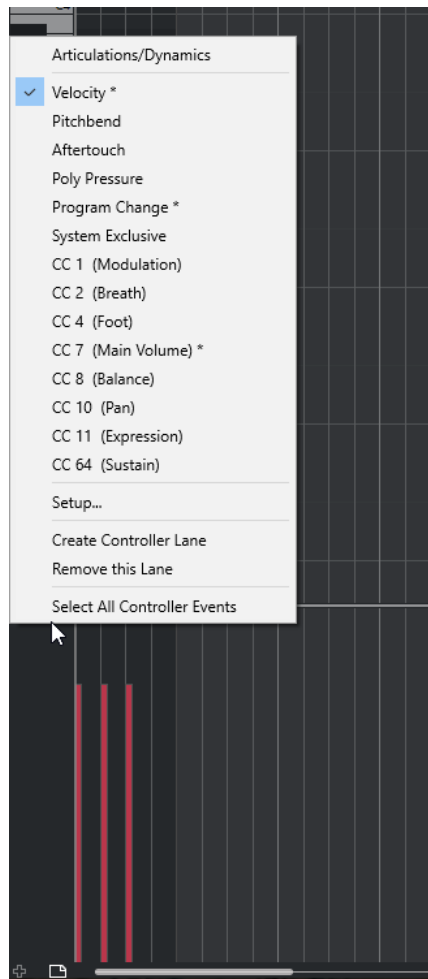 Articulations/Dynamics
Velocity *
Pitchbend
Aftertouch
Poly Pressure
Program Change *
System Exclusive
CC 1 (Modulation)
CC 2 (Breath)
CC 4 (Foot)
CC 7 (Main Volume) *
CC 8 (Balance)
CC 10 (Pan)
CC 11 (Expression)
CC 64 (Sustain)
Setup...
Create Controller Lane
Remove this Lane
Select All Controller Events